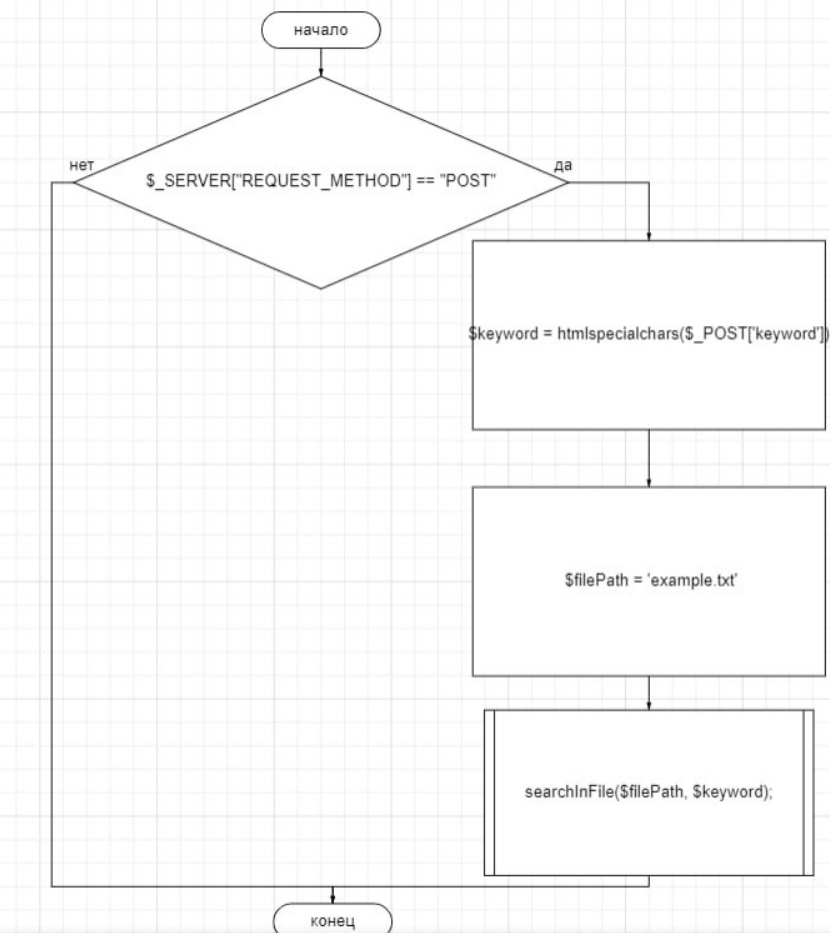 начало
нет
да
$_SERVER["REQUEST_METHOD"] == "POST"
$keyword = htmlspecialchars($_POST['keyword'])
$filePath = 'example.txt'
searchInFile($filePath, $keyword);
конец